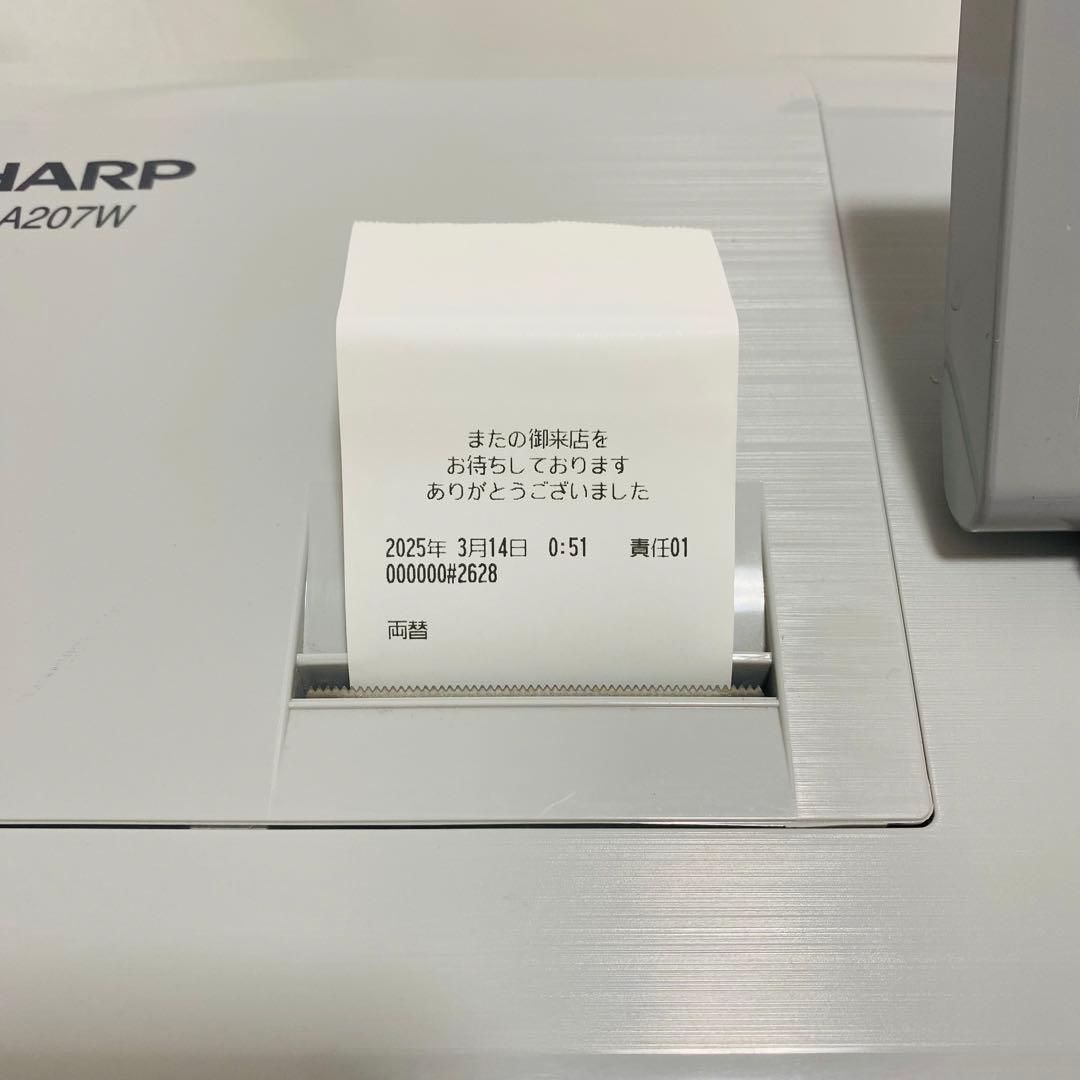 HARP
A207W
またの御来店を
お待ちしております
ありがとうございました
2025年 3月14日 0:51 責任01
000000#2628
両替